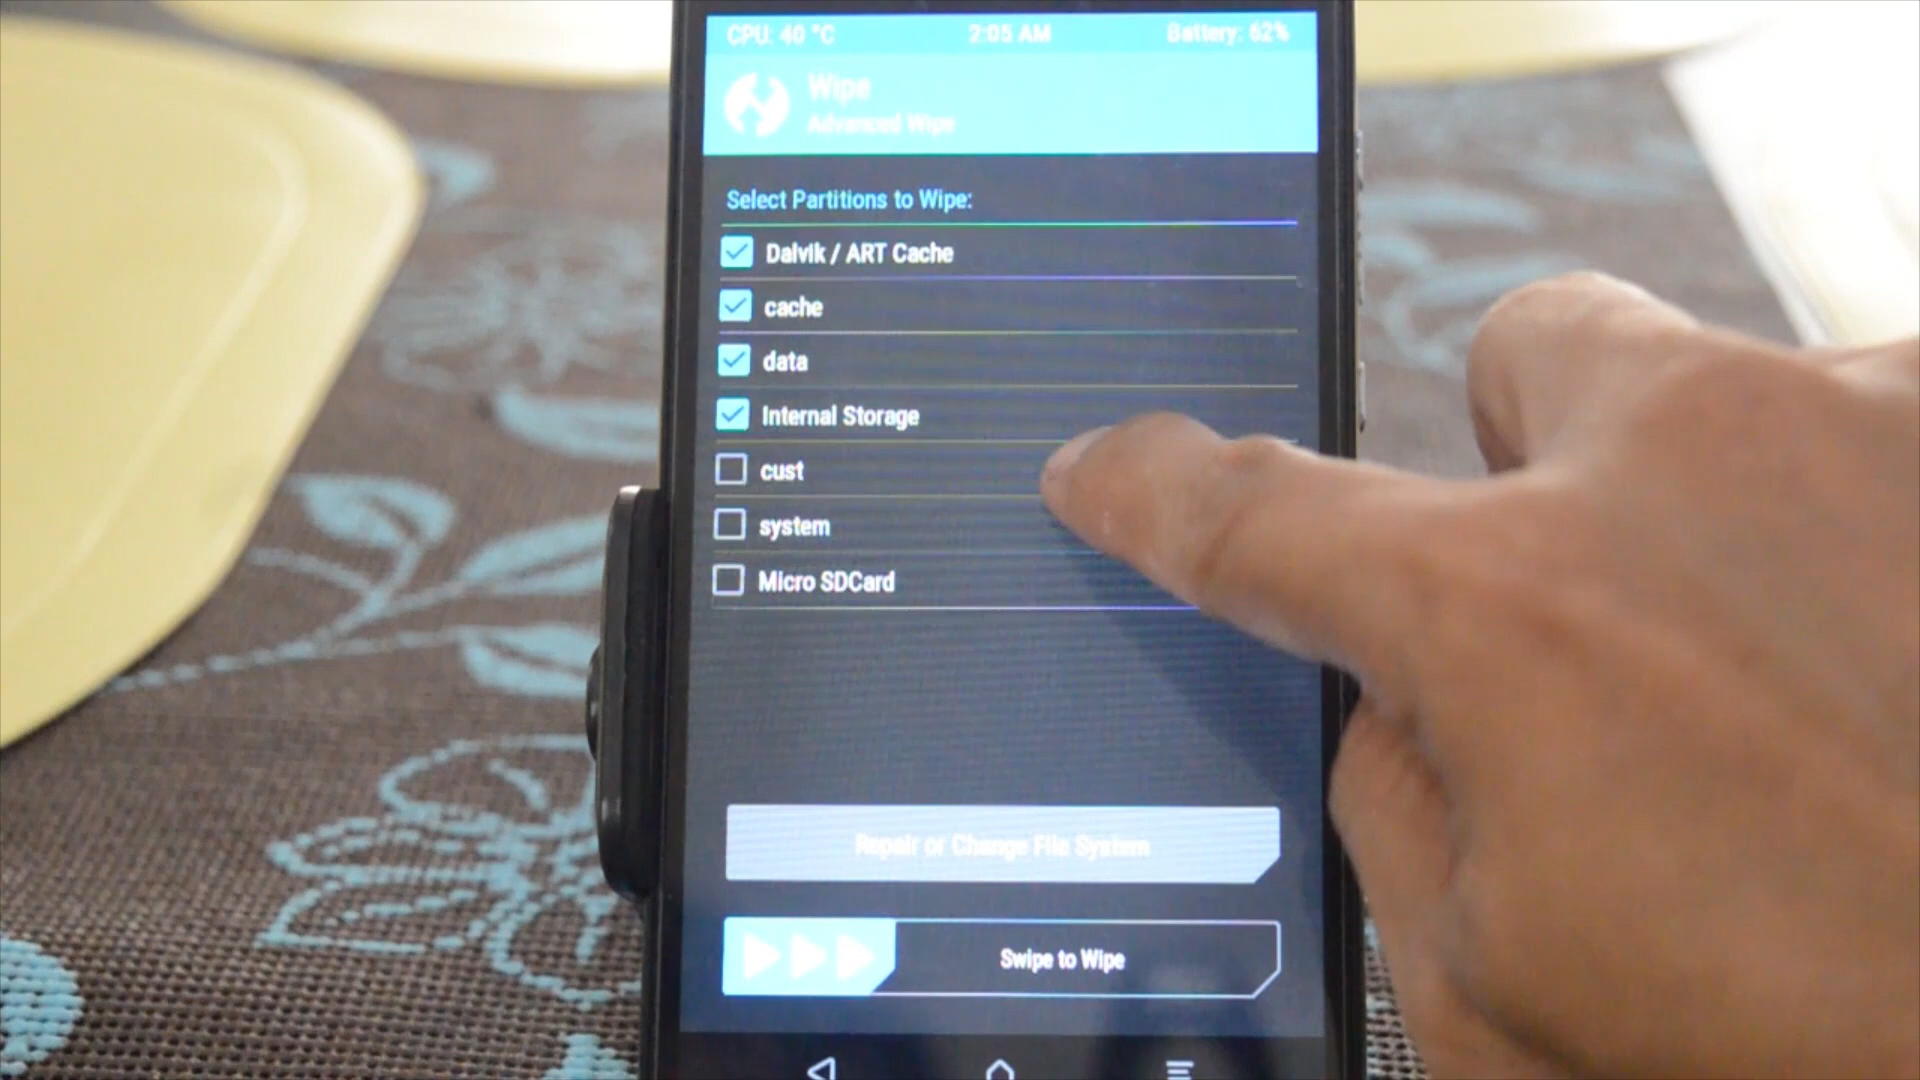 CPU: 40 °C 2:05 AM Battery: 62%
Wipe
Advanced Wipe
Select Partitions to Wipe:
Dalvik / ART Cache
cache
data
Internal Storage
cust
system
Micro SDCard
Repair or Change File System
Swipe to Wipe